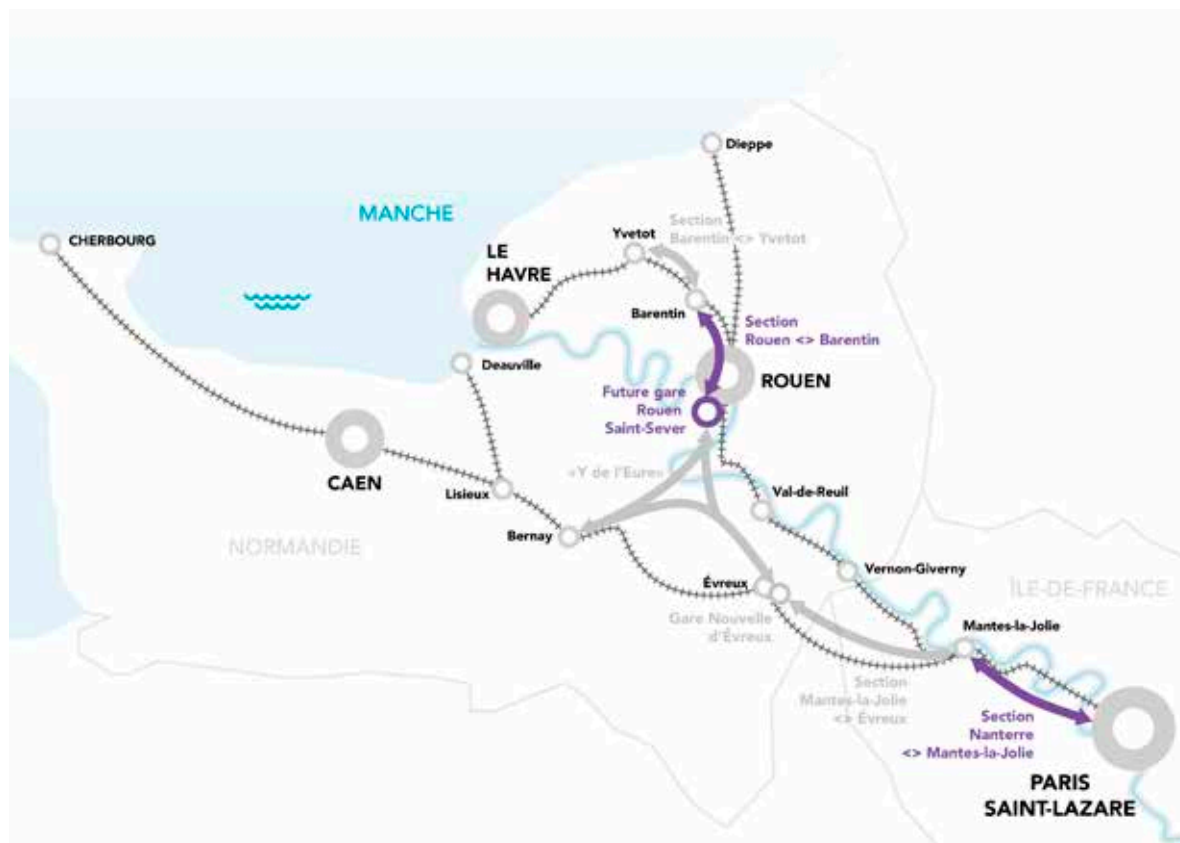 Dieppe
MANCHE
CHERBOURG
Section
Barentin <> Yvetot
Yvetot
LE
HAVRE
Barentin
Section
Rouen <> Barentin
Deauville
ROUEN
Future gare
Rouen
Saint-Sever
CAEN
«Y de l'Eure»
Lisieux
Val-de-Reuil
Bernay
NORMANDIE
Vernon-Giverny
Évreux
ÎLE-DE-FRANCE
Gare Nouvelle
d'Évreux
Mantes-la-Jolie
Section
Mantes-la-Jolie
<> Évreux
Section
Nanterre
<> Mantes-la-Jolie
PARIS
SAINT-LAZARE